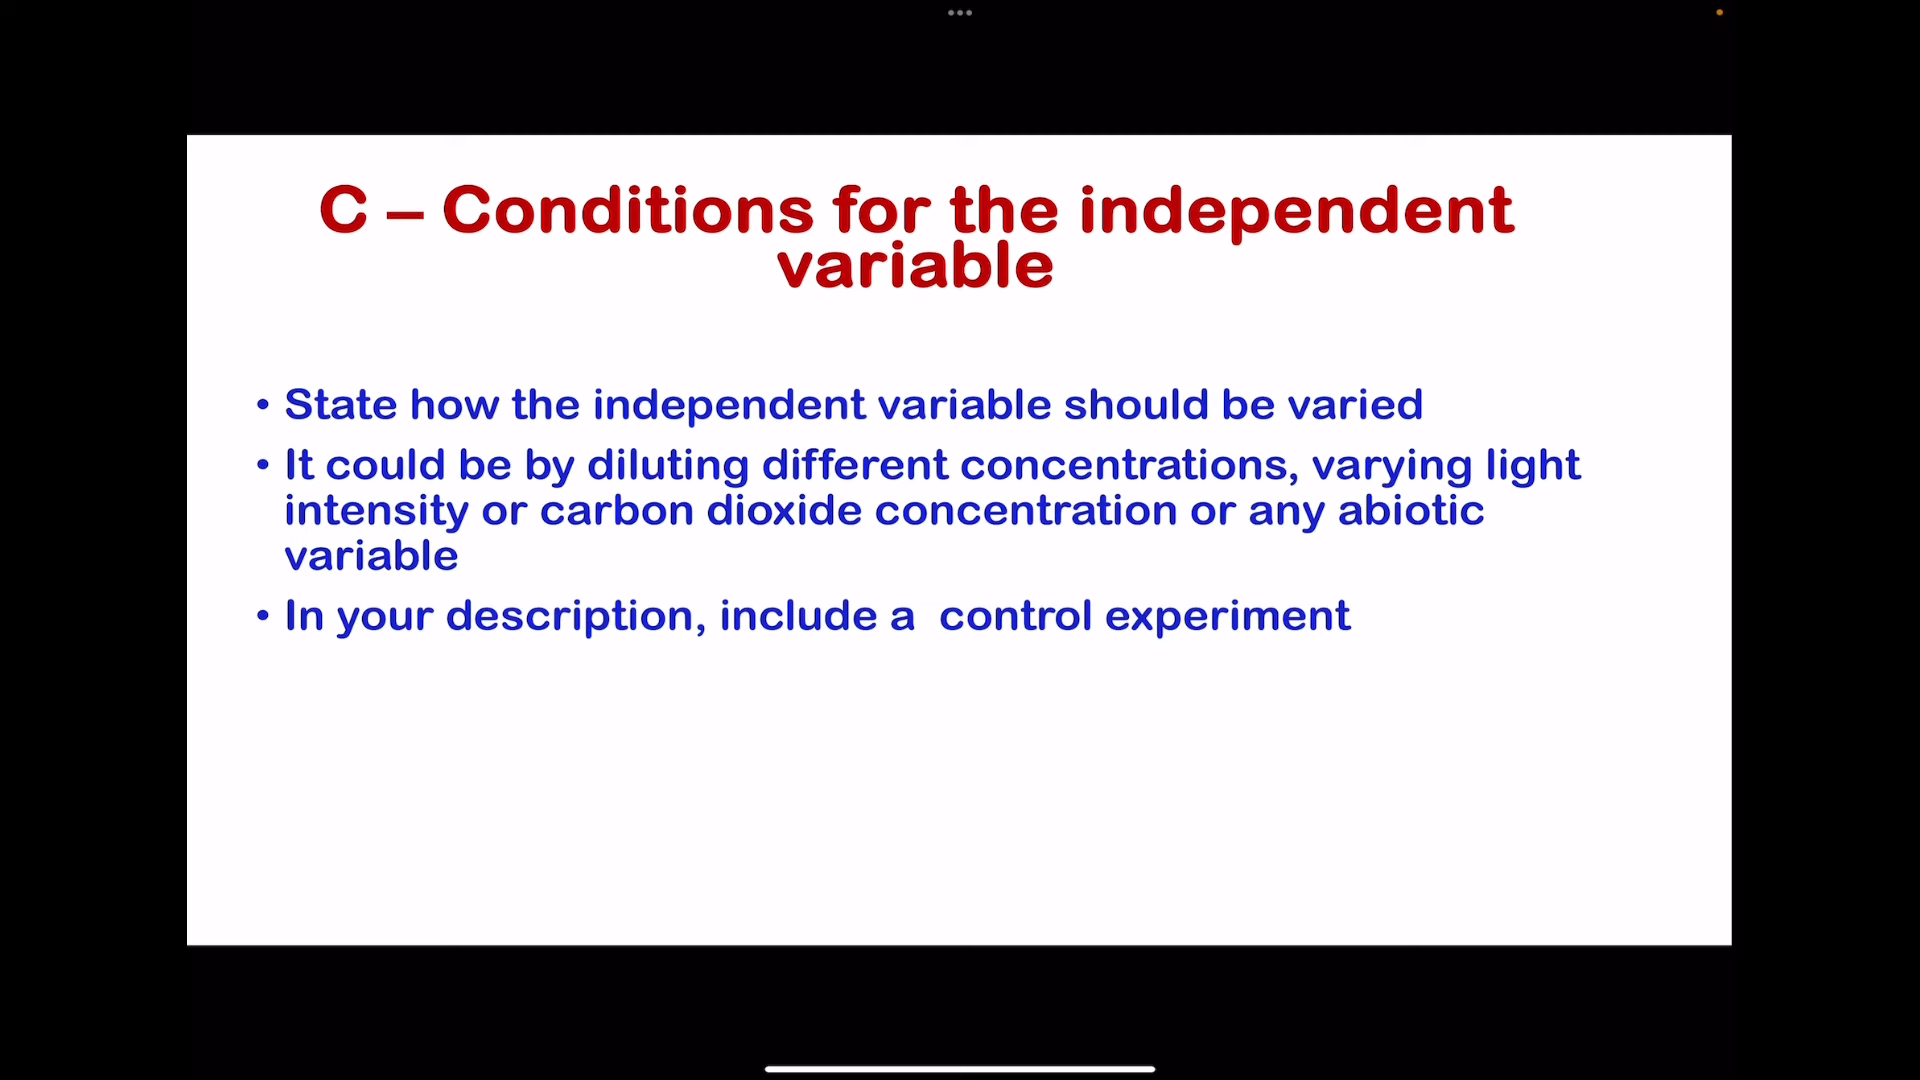 C – Conditions for the independent
variable
• State how the independent variable should be varied
• It could be by diluting different concentrations, varying light
intensity or carbon dioxide concentration or any abiotic
variable
• In your description, include a  control experiment